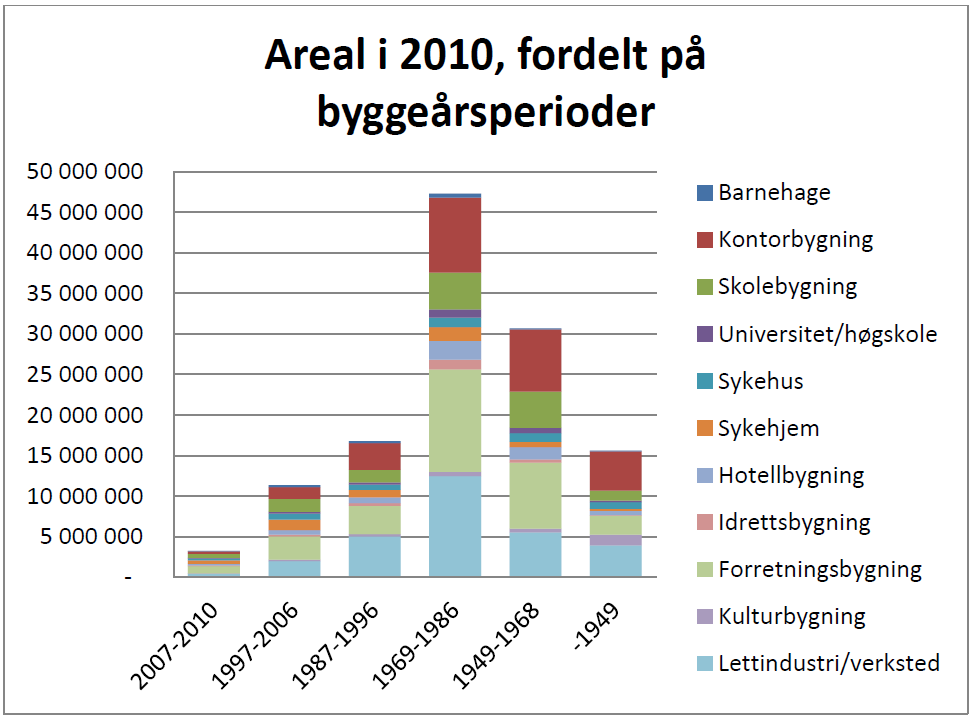 Areal i 2010, fordelt på
byggeårsperioder
50 000 000
45 000 000
40 000 000
35 000 000
30 000 000
25 000 000
20 000 000
15 000 000
10 000 000
5 000 000
-
2007-2010
1997-2006
1987-1996
1969-1986
1949-1968
-1949
Barnehage
Kontorbygning
Skolebygning
Universitet/høgskole
Sykehus
Sykehjem
Hotellbygning
Idrettsbygning
Forretningsbygning
Kulturbygning
Lettindustri/verksted